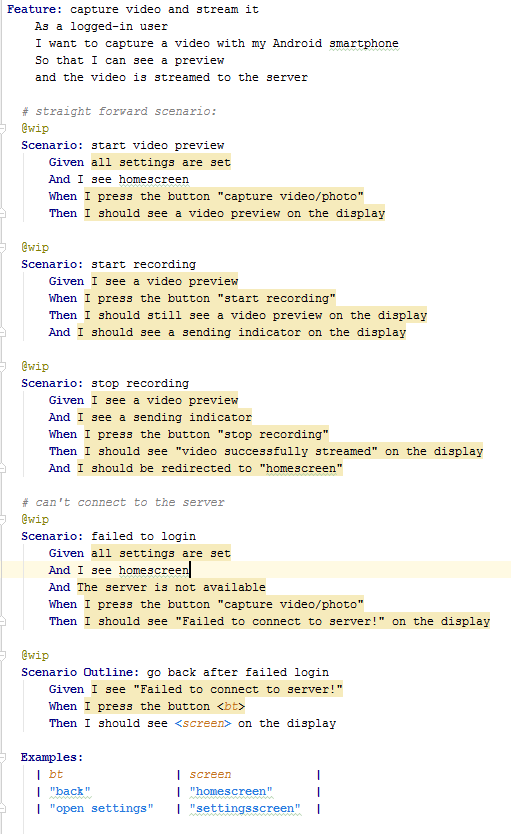 Feature: capture video and stream it
As a logged-in user
I want to capture a video with my Android smartphone
So that I can see a preview
and the video is streamed to the server
# straight forward scenario:
@wip
Scenario: start video preview
Given all settings are set
And I see homescreen
When I press the button "capture video/photo"
Then I should see a video preview on the display
@wip
Scenario: start recording
Given I see a video preview
When I press the button "start recording"
Then I should still see a video preview on the display
And I should see a sending indicator on the display
@wip
Scenario: stop recording
Given I see a video preview
And I see a sending indicator
When I press the button "stop recording"
Then I should see "video successfully streamed" on the display
And I should be redirected to "homescreen"
# can't connect to the server
@wip
Scenario: failed to login
Given all settings are set
And I see homescreen
And The server is not available
When I press the button "capture video/photo"
Then I should see "Failed to connect to server!" on the display
@wip
Scenario Outline: go back after failed login
Given I see "Failed to connect to server!"
When I press the button <bt>
Then I should see <screen> on the display
Examples:
| bt | screen |
| "back" | "homescreen" |
| "open settings" | "settingsscreen" |